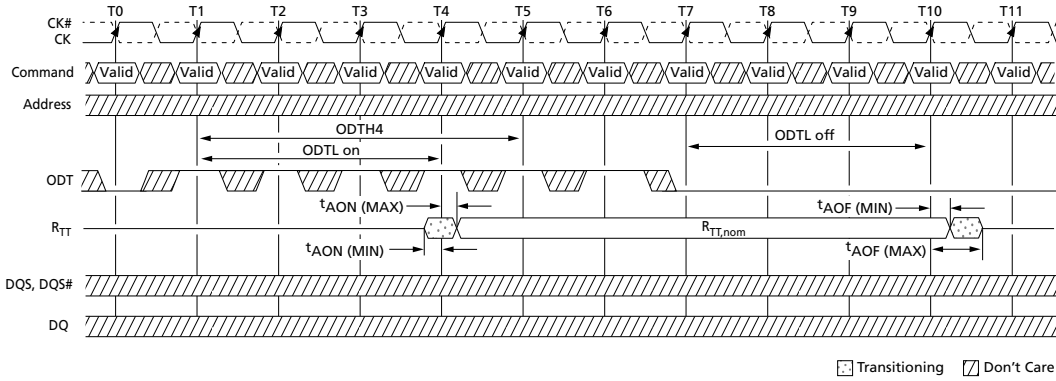 T0 T1 T2 T3 T4 T5 T6 T7 T8 T9 T10 T11
CK#
CK
Command Valid Valid Valid Valid Valid Valid Valid Valid Valid Valid Valid Valid
Address
ODTH4
ODTL off
ODTL on
ODT
tAON (MAX)
tAOF (MIN)
RTT
RTT,nom
tAON (MIN)
tAOF (MAX)
DQS, DQS#
DQ
Transitioning Don't Care